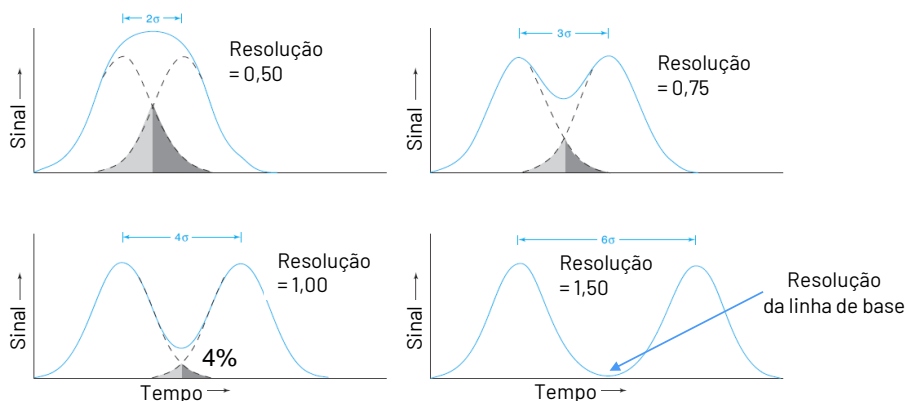 2σ
Resolução
= 0,50
Sinal
3σ
Resolução
= 0,75
Sinal
4σ
Resolução
= 1,00
4%
Sinal
Tempo
6σ
Resolução
= 1,50
Resolução
da linha de base
Sinal
Tempo